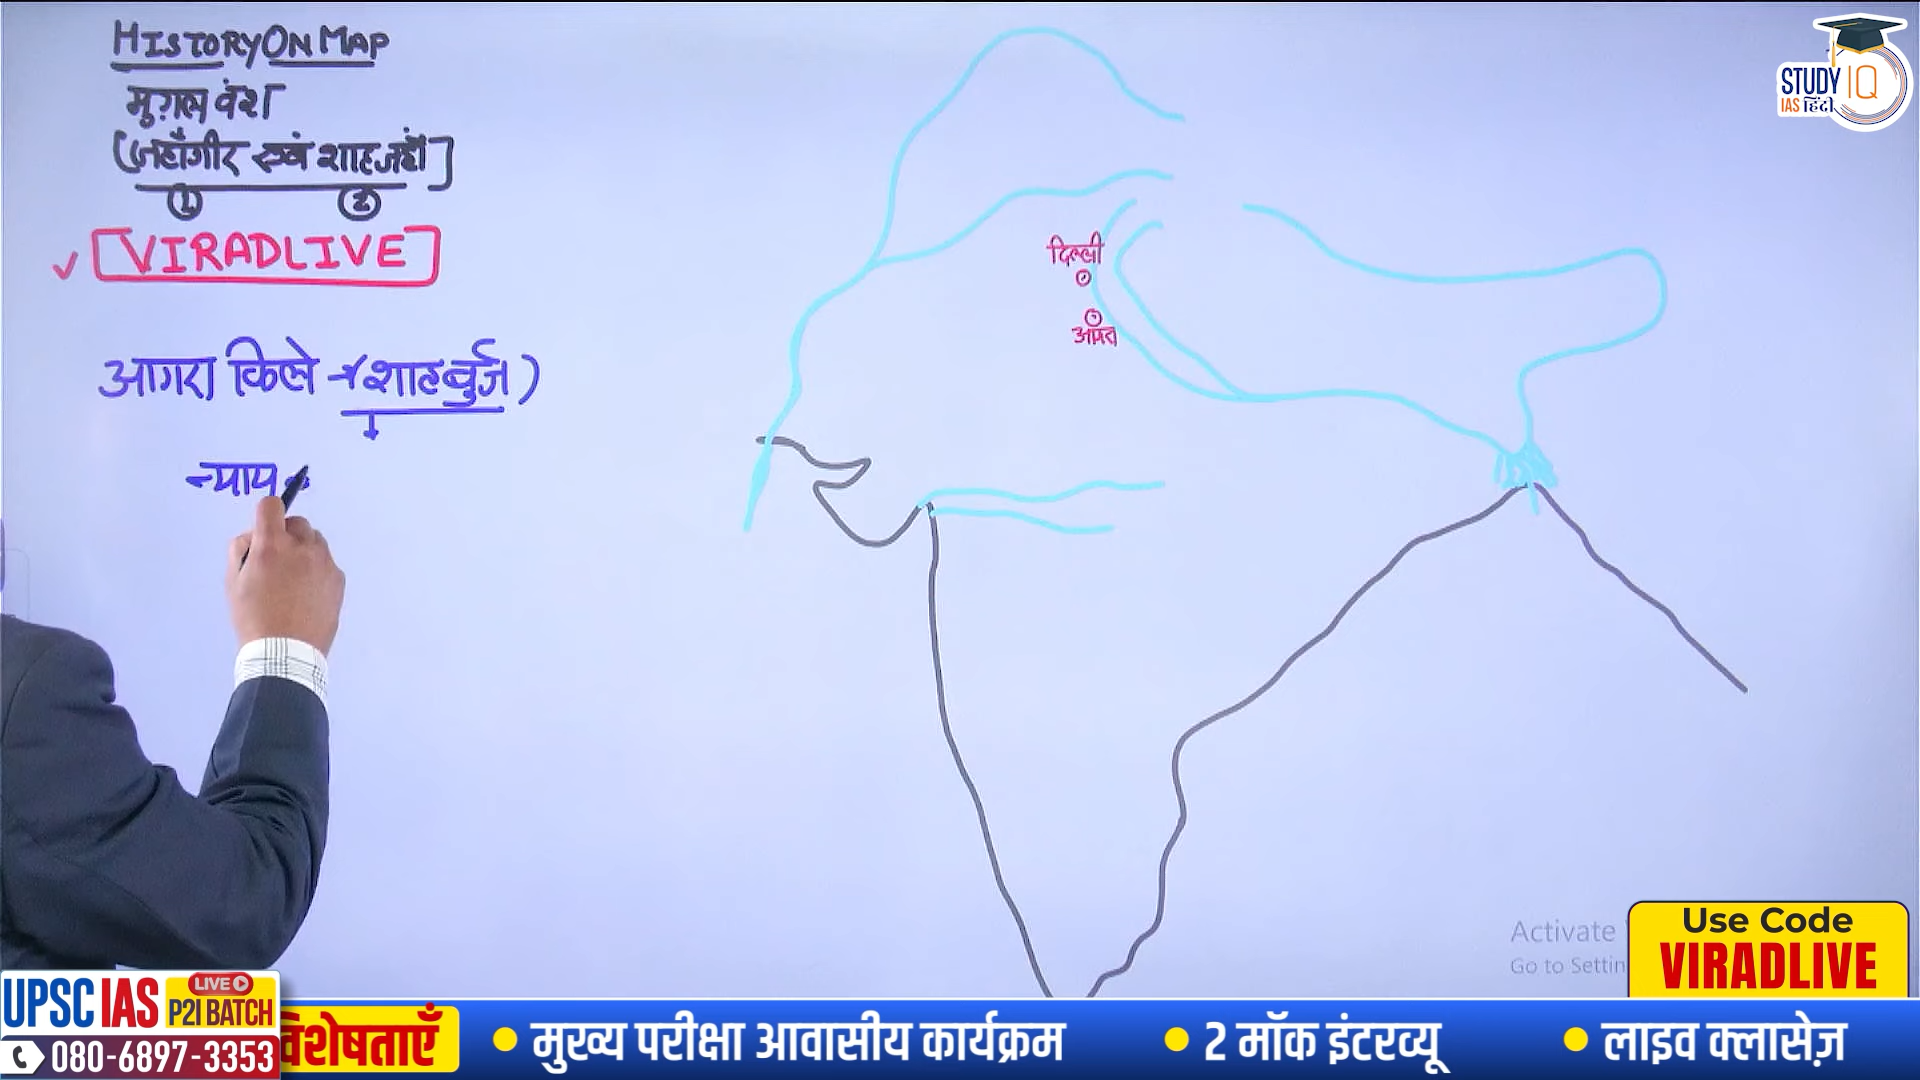 HISTORY ON MAP
मुग़ल वंश
(जहाँगीर एवं शाहजहाँ]
① ②
✓ [VIRADLIVE]
आगरा किले → (शाहबुर्ज)
न्याय
दिल्ली
आगरा
STUDY IQ
IAS हिंदी
Activate
Go to Settin
Use Code
VIRADLIVE
UPSC IAS LIVE P2I BATCH
080-6897-3353
विशेषताएँ • मुख्य परीक्षा आवासीय कार्यक्रम • 2 मॉक इंटरव्यू • लाइव क्लासेज़